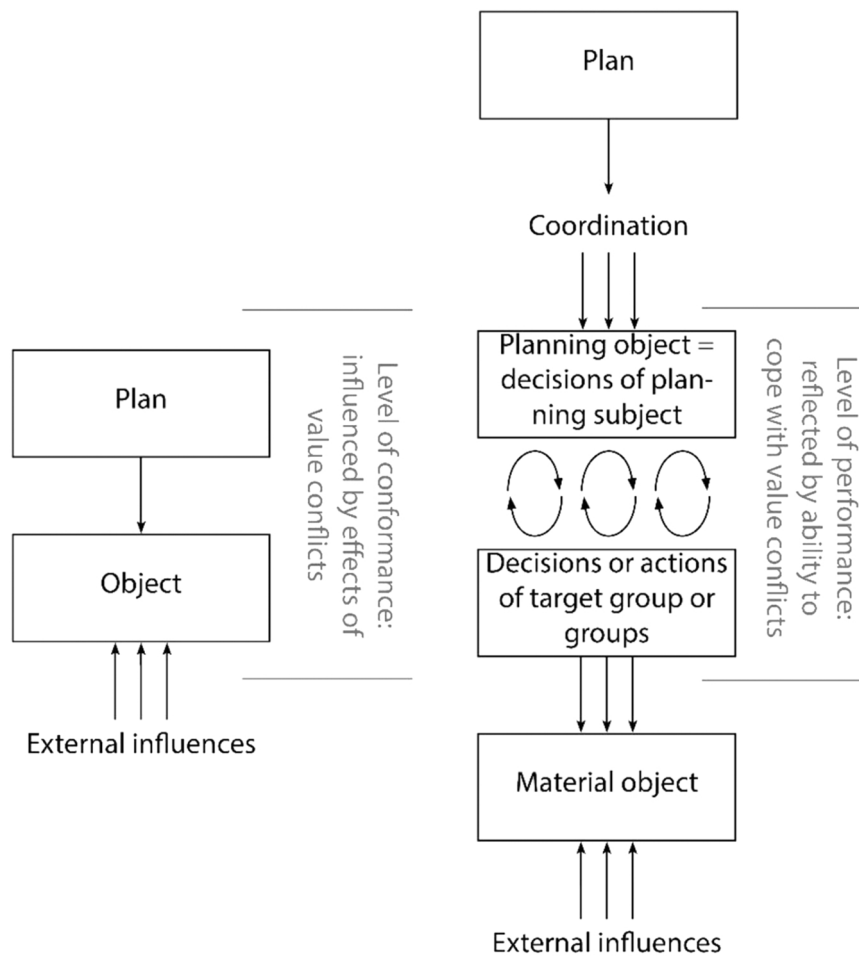 Plan
Object
External influences
Level of conformance:
influenced by effects of
value conflicts
Plan
Coordination
Planning object =
decisions of plan-
ning subject
Decisions or actions
of target group or
groups
Material object
External influences
Level of performance:
reflected by ability to
cope with value conflicts